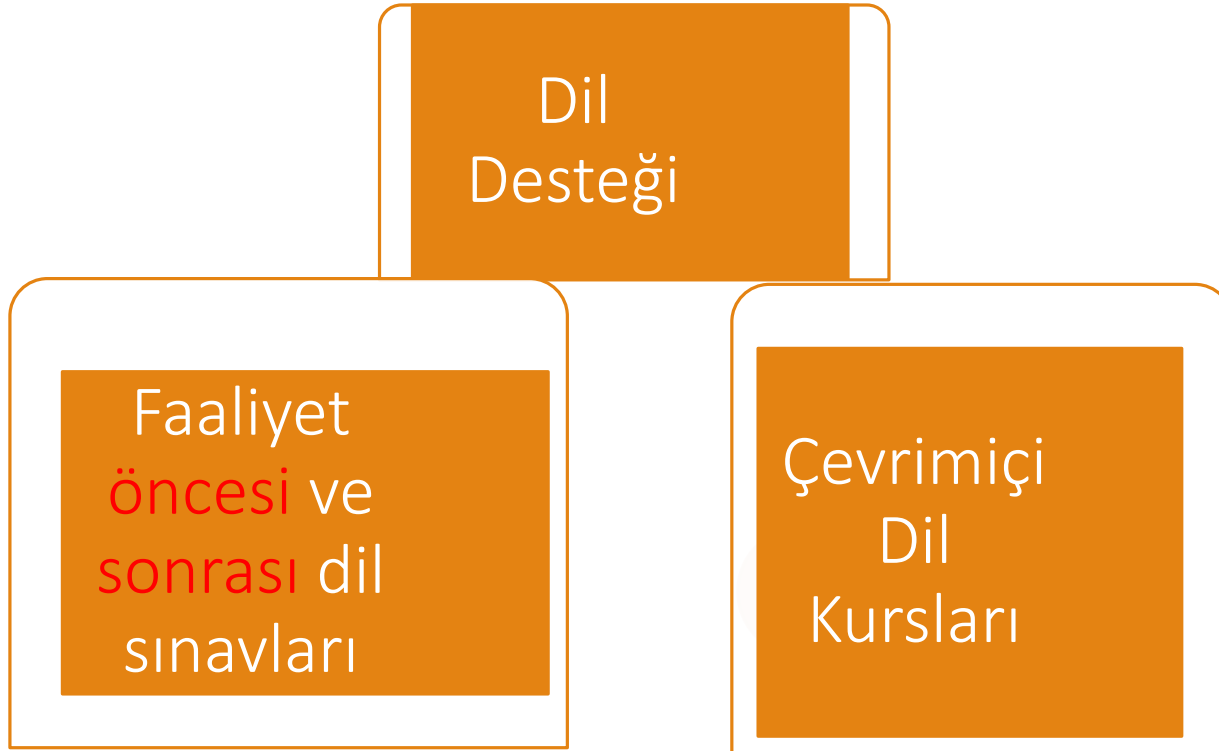 Dil
Desteği
Faaliyet
öncesi ve
sonrası dil
sınavları
Çevrimiçi
Dil
Kursları